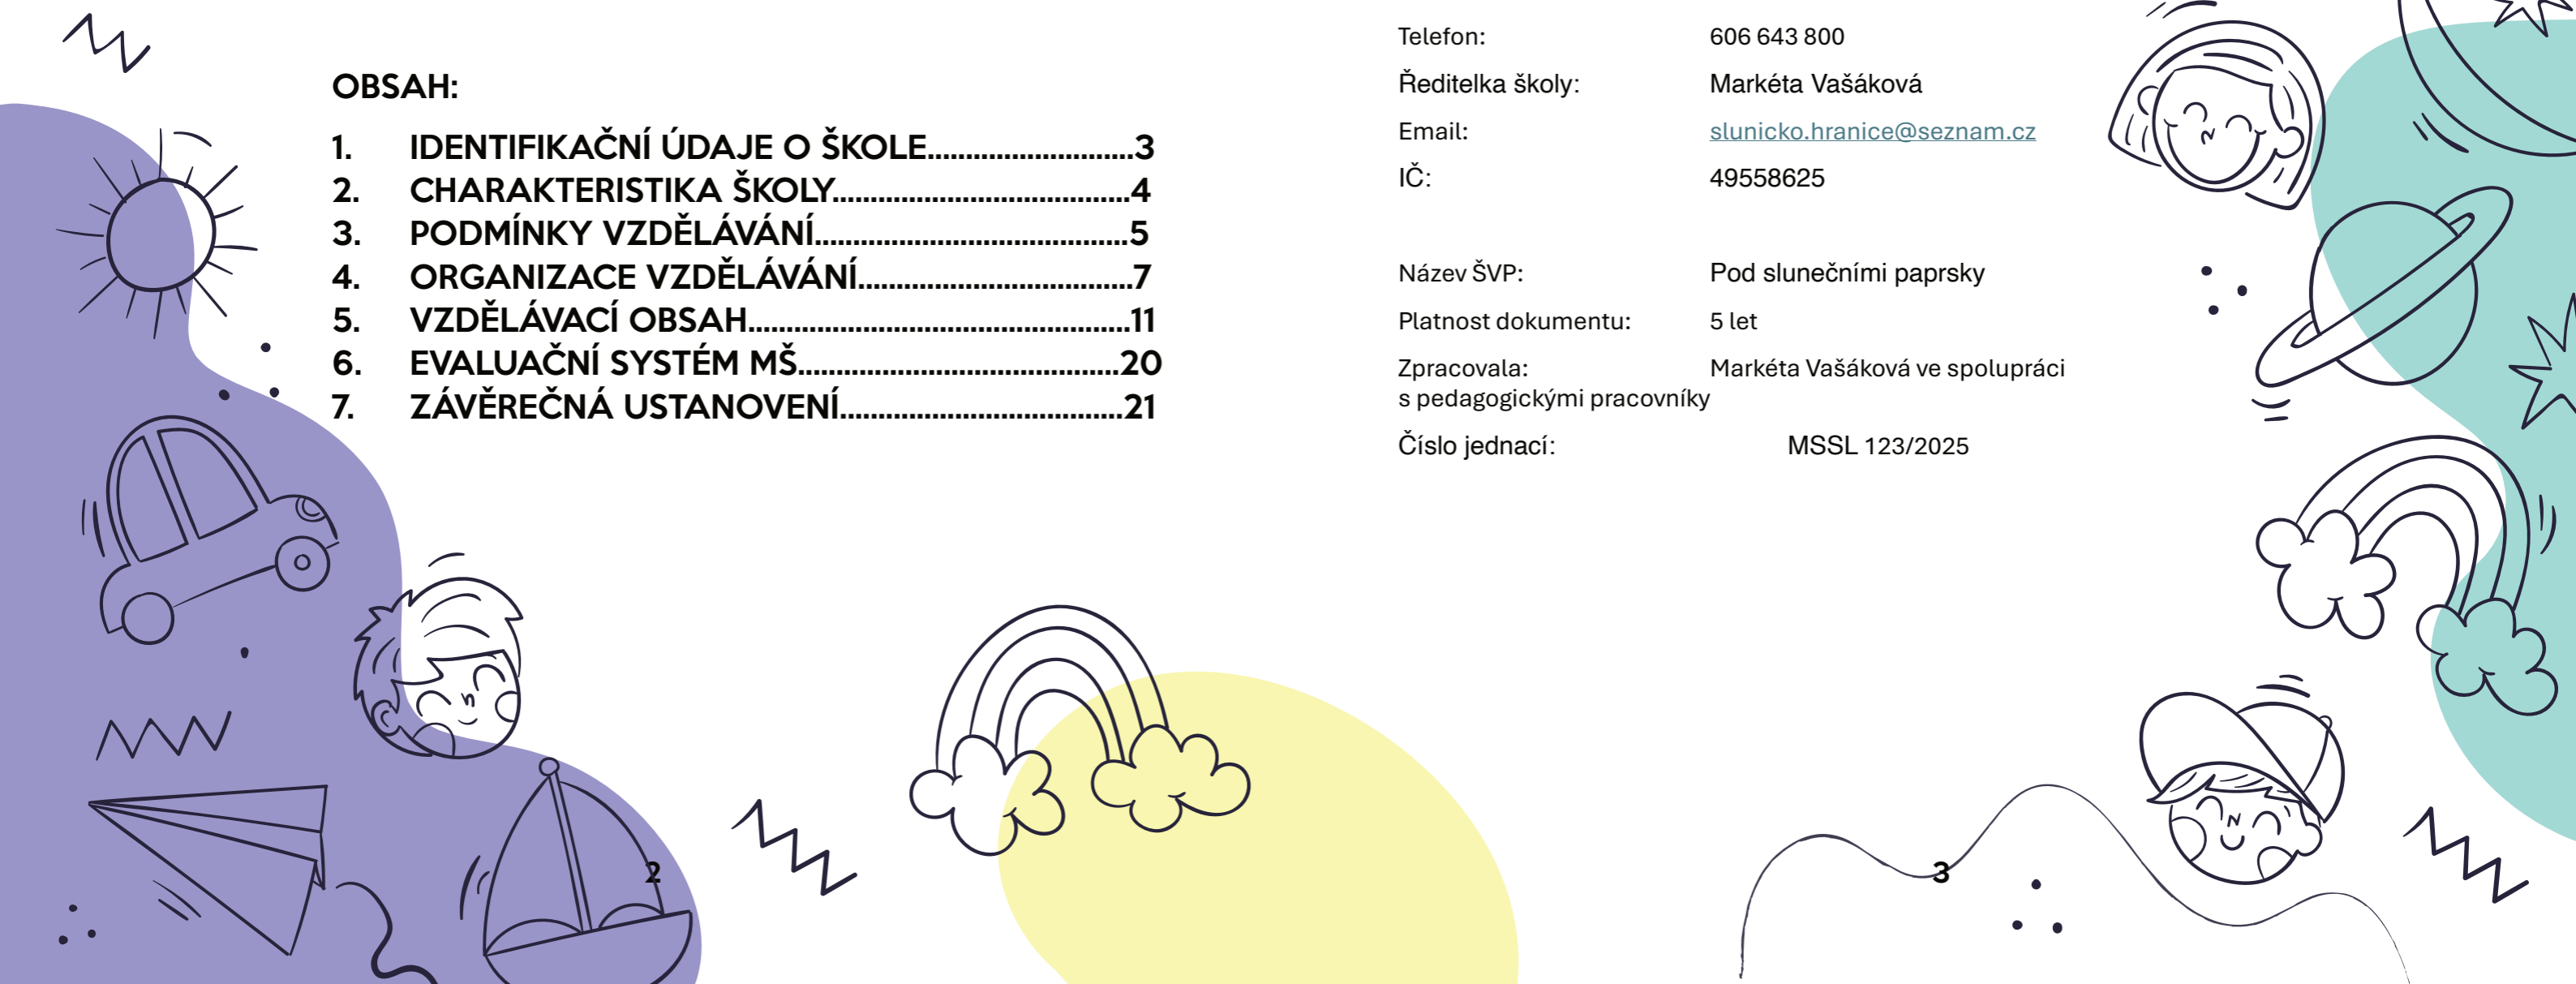 OBSAH:
1. IDENTIFIKAČNÍ ÚDAJE O ŠKOLE...........................3
2. CHARAKTERISTIKA ŠKOLY.......................................4
3. PODMÍNKY VZDĚLÁVÁNÍ.........................................5
4. ORGANIZACE VZDĚLÁVÁNÍ....................................7
5. VZDĚLÁVACÍ OBSAH..................................................11
6. EVALUAČNÍ SYSTÉM MŠ..........................................20
7. ZÁVĚREČNÁ USTANOVENÍ.....................................21
2
Telefon: 606 643 800
Ředitelka školy: Markéta Vašáková
Email: slunicko.hranice@seznam.cz
IČ: 49558625
Název ŠVP: Pod slunečními paprsky
Platnost dokumentu: 5 let
Zpracovala: Markéta Vašáková ve spolupráci
s pedagogickými pracovníky
Číslo jednací: MSSL 123/2025
3